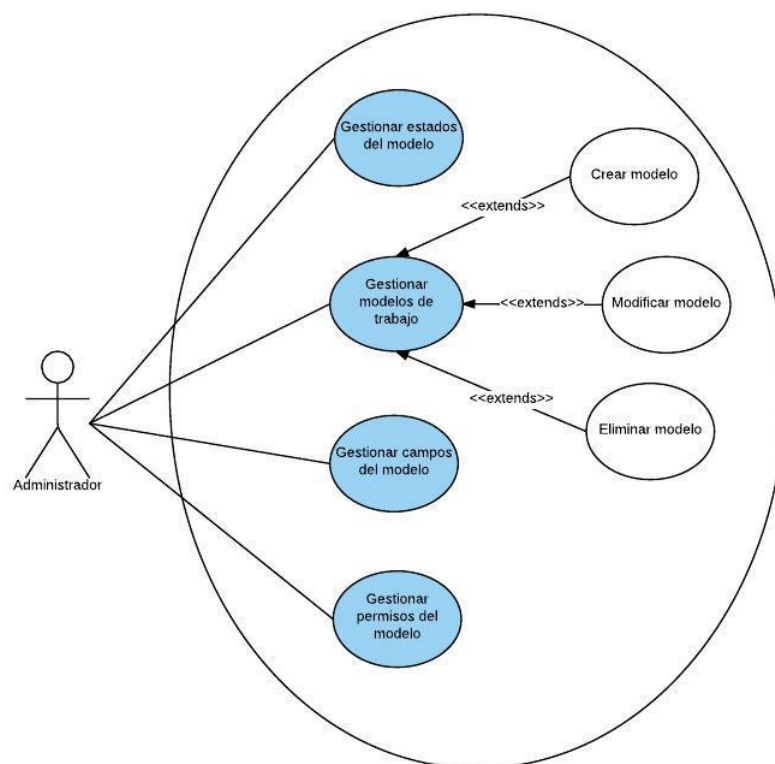 Gestionar estados
del modelo
Crear modelo
<<extends>>
Gestionar
modelos de
trabajo
<<extends>>
Modificar modelo
<<extends>>
Eliminar modelo
Gestionar campos
del modelo
Administrador
Gestionar
permisos del
modelo